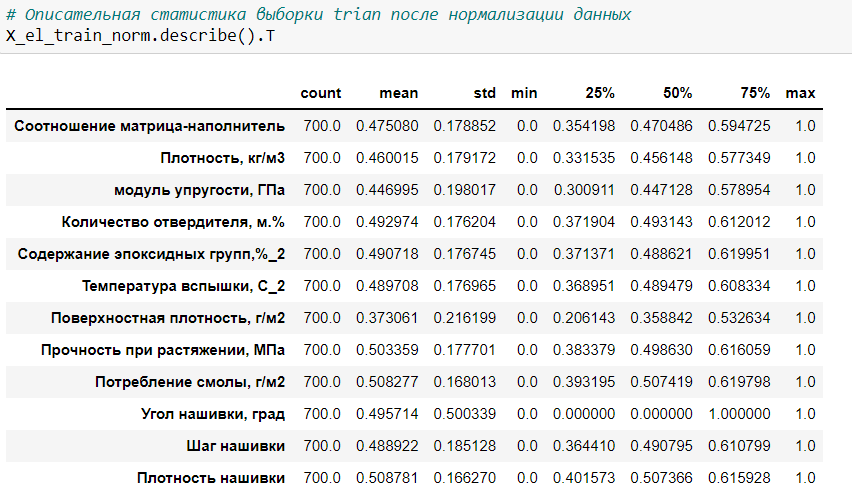 # Описательная статистика выборки trian после нормализации данных
X_el_train_norm.describe().T
count mean std min 25% 50% 75% max
Соотношение матрица-наполнитель 700.0 0.475080 0.178852 0.0 0.354198 0.470486 0.594725 1.0
Плотность, кг/м3 700.0 0.460015 0.179172 0.0 0.331535 0.456148 0.577349 1.0
модуль упругости, ГПа 700.0 0.446995 0.198017 0.0 0.300911 0.447128 0.578954 1.0
Количество отвердителя, м.% 700.0 0.492974 0.176204 0.0 0.371904 0.493143 0.612012 1.0
Содержание эпоксидных групп,%_2 700.0 0.490718 0.176745 0.0 0.371371 0.488621 0.619951 1.0
Температура вспышки, С_2 700.0 0.489708 0.176965 0.0 0.368951 0.489479 0.608334 1.0
Поверхностная плотность, г/м2 700.0 0.373061 0.216199 0.0 0.206143 0.358842 0.532634 1.0
Прочность при растяжении, МПа 700.0 0.503359 0.177701 0.0 0.383379 0.498630 0.616059 1.0
Потребление смолы, г/м2 700.0 0.508277 0.168013 0.0 0.393195 0.507419 0.619798 1.0
Угол нашивки, град 700.0 0.495714 0.500339 0.0 0.000000 0.000000 1.000000 1.0
Шаг нашивки 700.0 0.488922 0.185128 0.0 0.364410 0.490795 0.610799 1.0
Плотность нашивки 700.0 0.508781 0.166270 0.0 0.401573 0.507366 0.615928 1.0